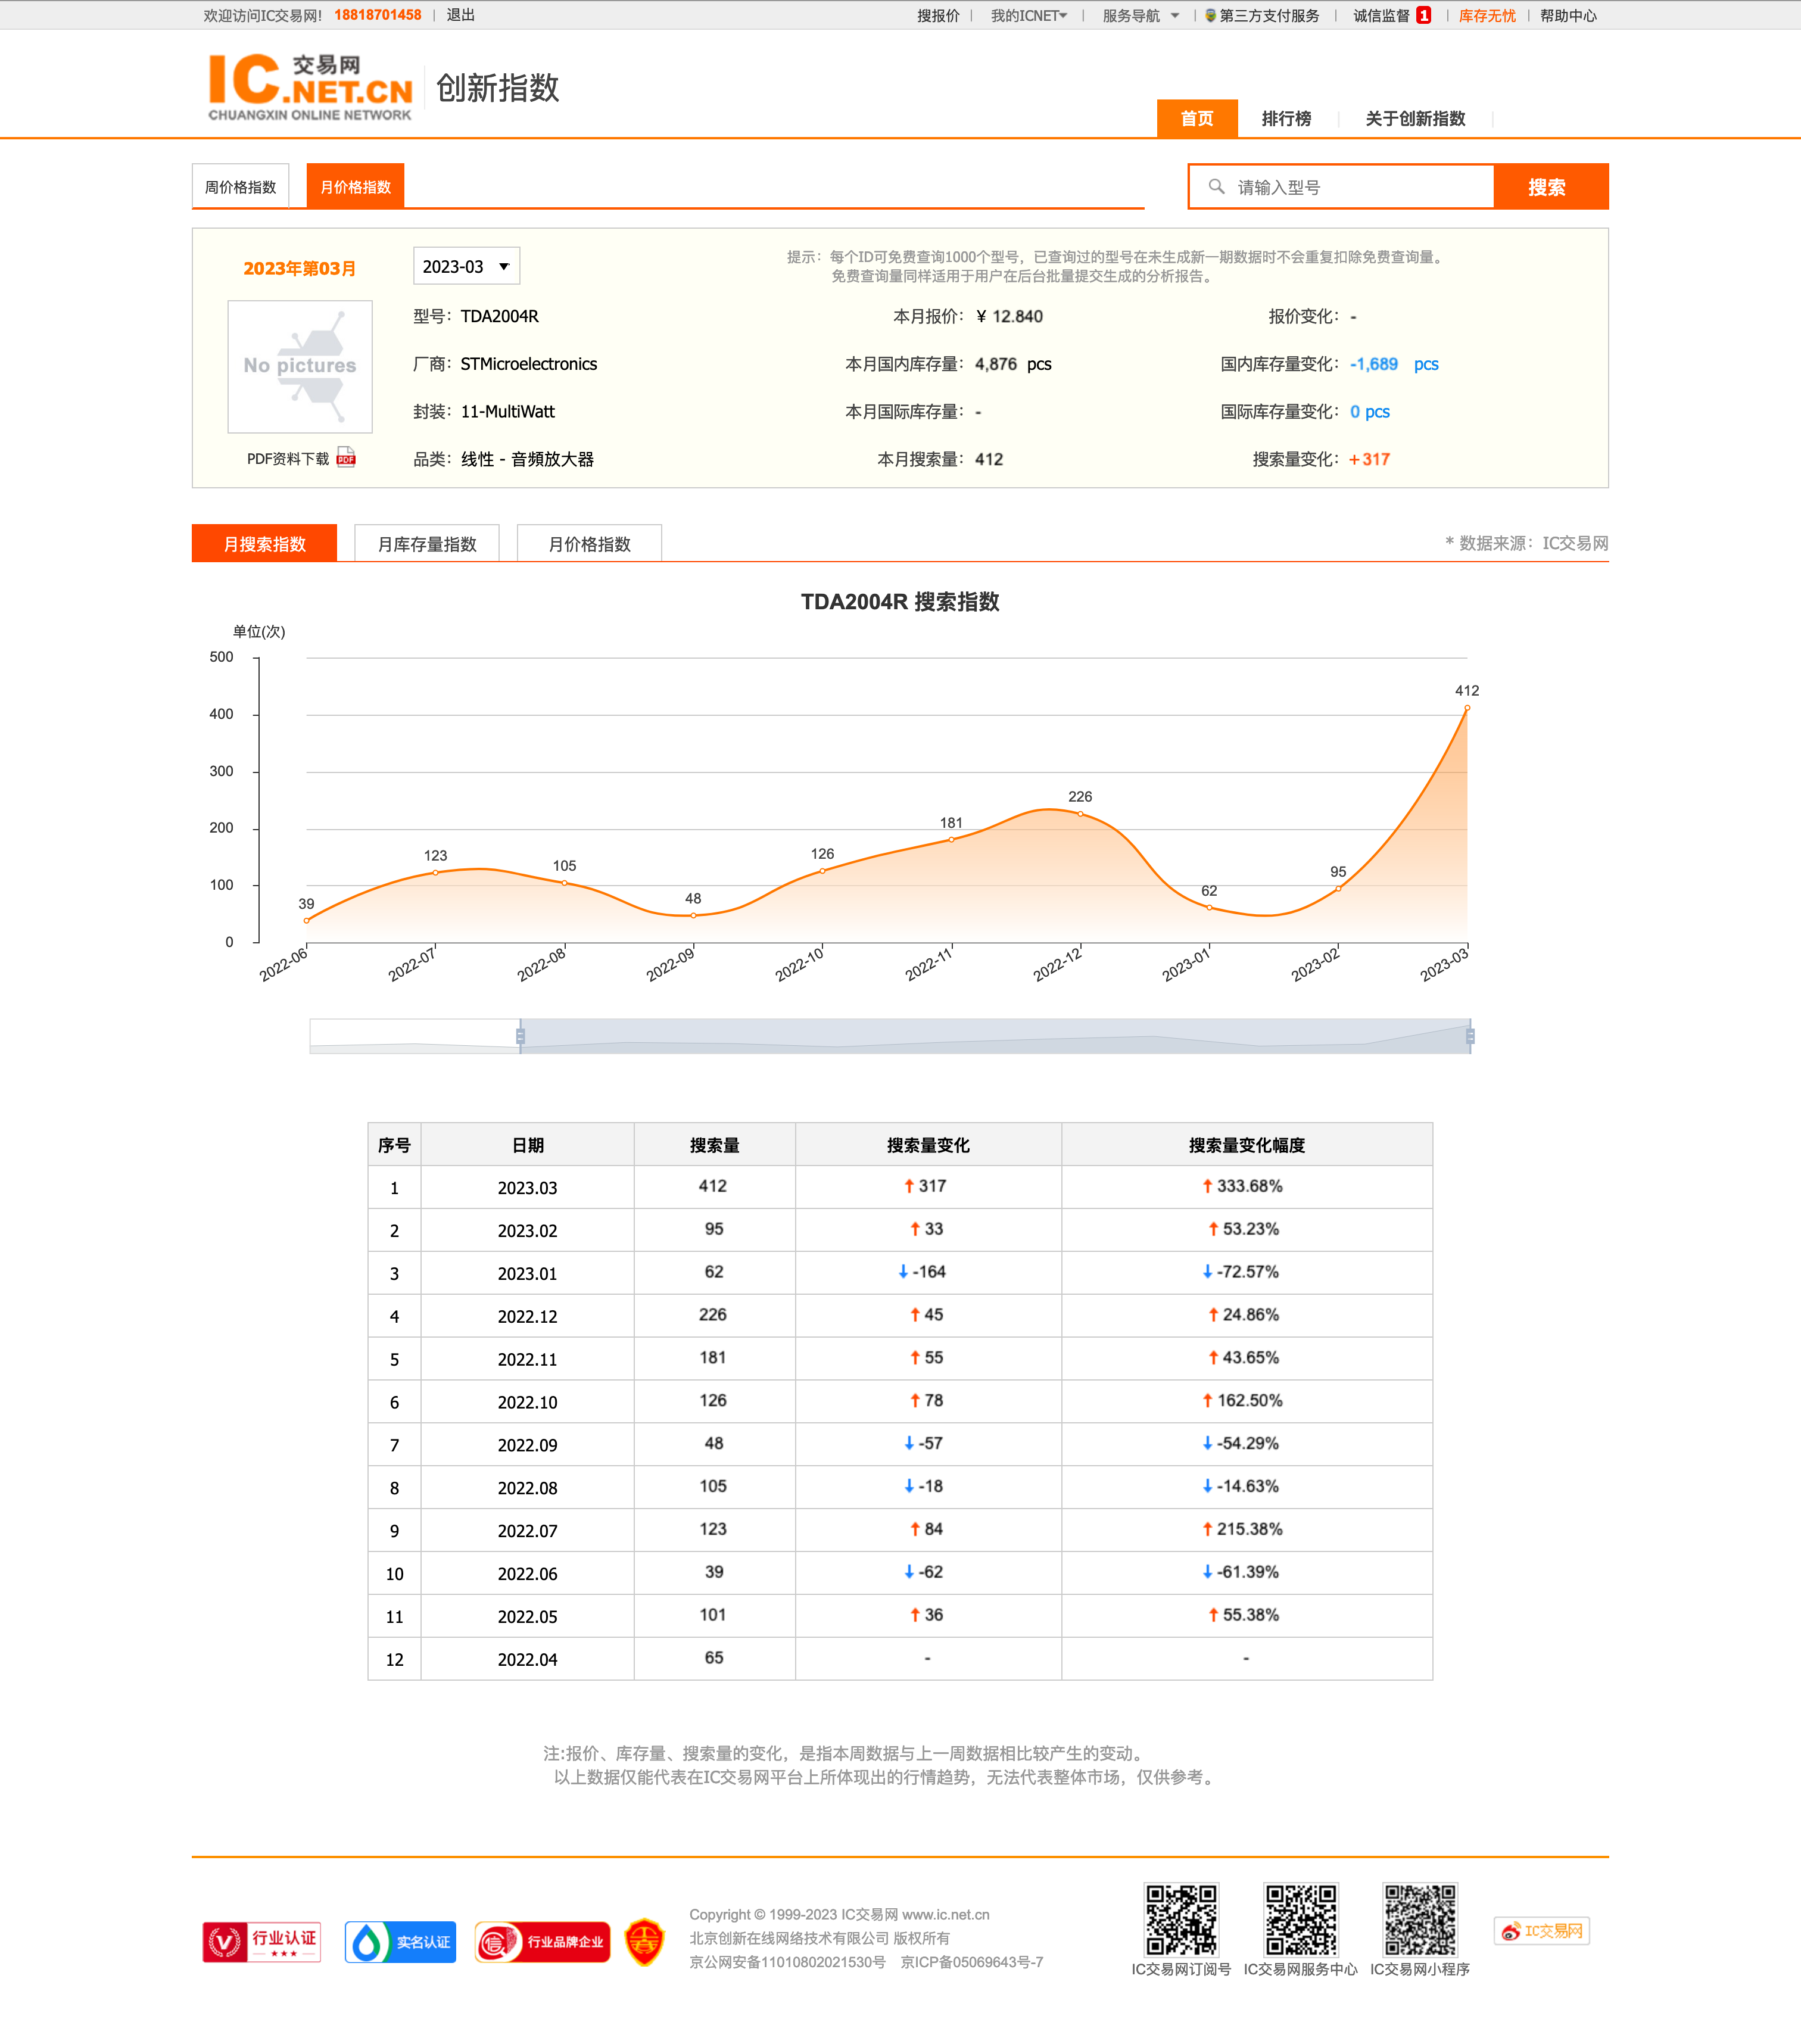 欢迎访问IC交易网! 18818701458 | 退出 搜报价 | 我的ICNET | 服务导航 | 第三方支付服务 | 诚信监督 1 | 库存无忧 | 帮助中心
IC交易网 .NET.CN
CHUANGXIN ONLINE NETWORK
创新指数
首页 排行榜 关于创新指数
周价格指数 月价格指数 请输入型号 搜索
2023年第03月 2023-03 提示：每个ID可免费查询1000个型号，已查询过的型号在未生成新一期数据时不会重复扣除免费查询量。
免费查询量同样适用于用户在后台批量提交生成的分析报告。
No pictures
PDF资料下载 PDF
型号：TDA2004R 本月报价：¥ 12.840 报价变化：-
厂商：STMicroelectronics 本月国内库存量：4,876 pcs 国内库存量变化：-1,689 pcs
封装：11-MultiWatt 本月国际库存量：- 国际库存量变化：0 pcs
品类：线性 - 音頻放大器 本月搜索量：412 搜索量变化：+317
月搜索指数 月库存量指数 月价格指数 * 数据来源：IC交易网
TDA2004R 搜索指数
单位(次)
500
400
300
200
100
0
39 123 105 48 126 181 226 62 95 412
2022-06 2022-07 2022-08 2022-09 2022-10 2022-11 2022-12 2023-01 2023-02 2023-03
序号 日期 搜索量 搜索量变化 搜索量变化幅度
1 2023.03 412 ↑ 317 ↑ 333.68%
2 2023.02 95 ↑ 33 ↑ 53.23%
3 2023.01 62 ↓ -164 ↓ -72.57%
4 2022.12 226 ↑ 45 ↑ 24.86%
5 2022.11 181 ↑ 55 ↑ 43.65%
6 2022.10 126 ↑ 78 ↑ 162.50%
7 2022.09 48 ↓ -57 ↓ -54.29%
8 2022.08 105 ↓ -18 ↓ -14.63%
9 2022.07 123 ↑ 84 ↑ 215.38%
10 2022.06 39 ↓ -62 ↓ -61.39%
11 2022.05 101 ↑ 36 ↑ 55.38%
12 2022.04 65 - -
注:报价、库存量、搜索量的变化，是指本周数据与上一周数据相比较产生的变动。
以上数据仅能代表在IC交易网平台上所体现出的行情趋势，无法代表整体市场，仅供参考。
行业认证 实名认证 信 行业品牌企业
Copyright © 1999-2023 IC交易网 www.ic.net.cn
北京创新在线网络技术有限公司 版权所有
京公网安备11010802021530号 京ICP备05069643号-7
IC交易网订阅号 IC交易网服务中心 IC交易网小程序
IC交易网